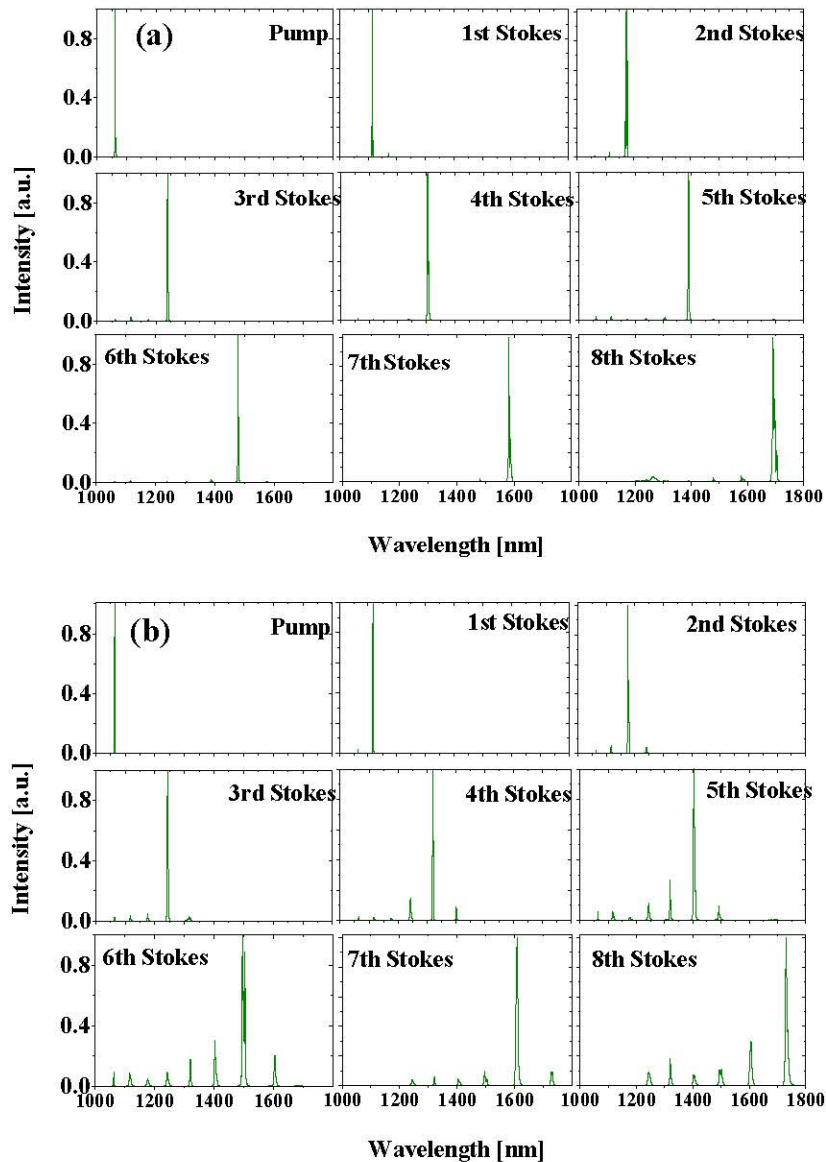 (a) Pump 1st Stokes 2nd Stokes
0.8
0.4
0.0
3rd Stokes 4th Stokes 5th Stokes
0.8
0.4
0.0
Intensity [a.u.]
6th Stokes 7th Stokes 8th Stokes
0.8
0.4
0.0
1000 1200 1400 1600 1000 1200 1400 1600 1000 1200 1400 1600 1800
Wavelength [nm]
(b) Pump 1st Stokes 2nd Stokes
0.8
0.4
0.0
3rd Stokes 4th Stokes 5th Stokes
0.8
0.4
0.0
Intensity [a.u.]
6th Stokes 7th Stokes 8th Stokes
0.8
0.4
0.0
1000 1200 1400 1600 1000 1200 1400 1600 1000 1200 1400 1600 1800
Wavelength [nm]